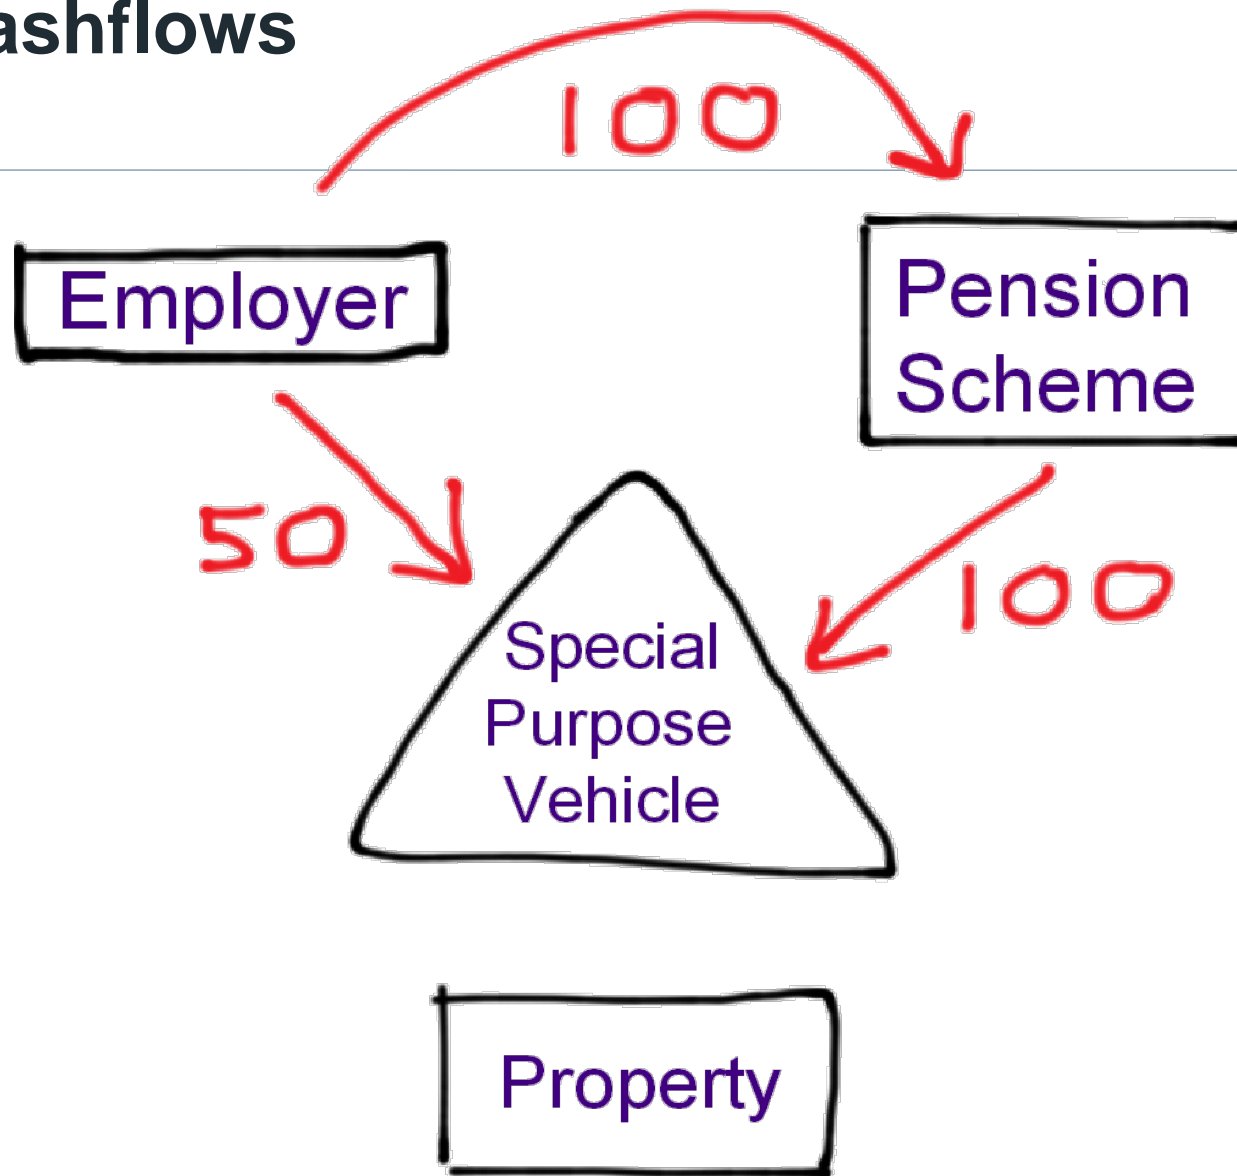 ashflows
100
Employer
Pension
Scheme
50
100
Special
Purpose
Vehicle
Property